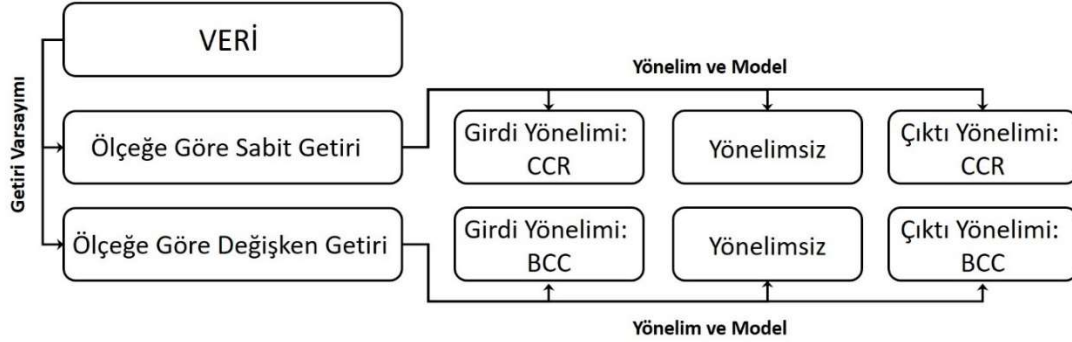 VERİ
Getiri Varsayımı
Yönelim ve Model
Ölçeğe Göre Sabit Getiri
Girdi Yönelimi:
CCR
Yönelimsiz
Çıktı Yönelimi:
CCR
Ölçeğe Göre Değişken Getiri
Girdi Yönelimi:
BCC
Yönelimsiz
Çıktı Yönelimi:
BCC
Yönelim ve Model